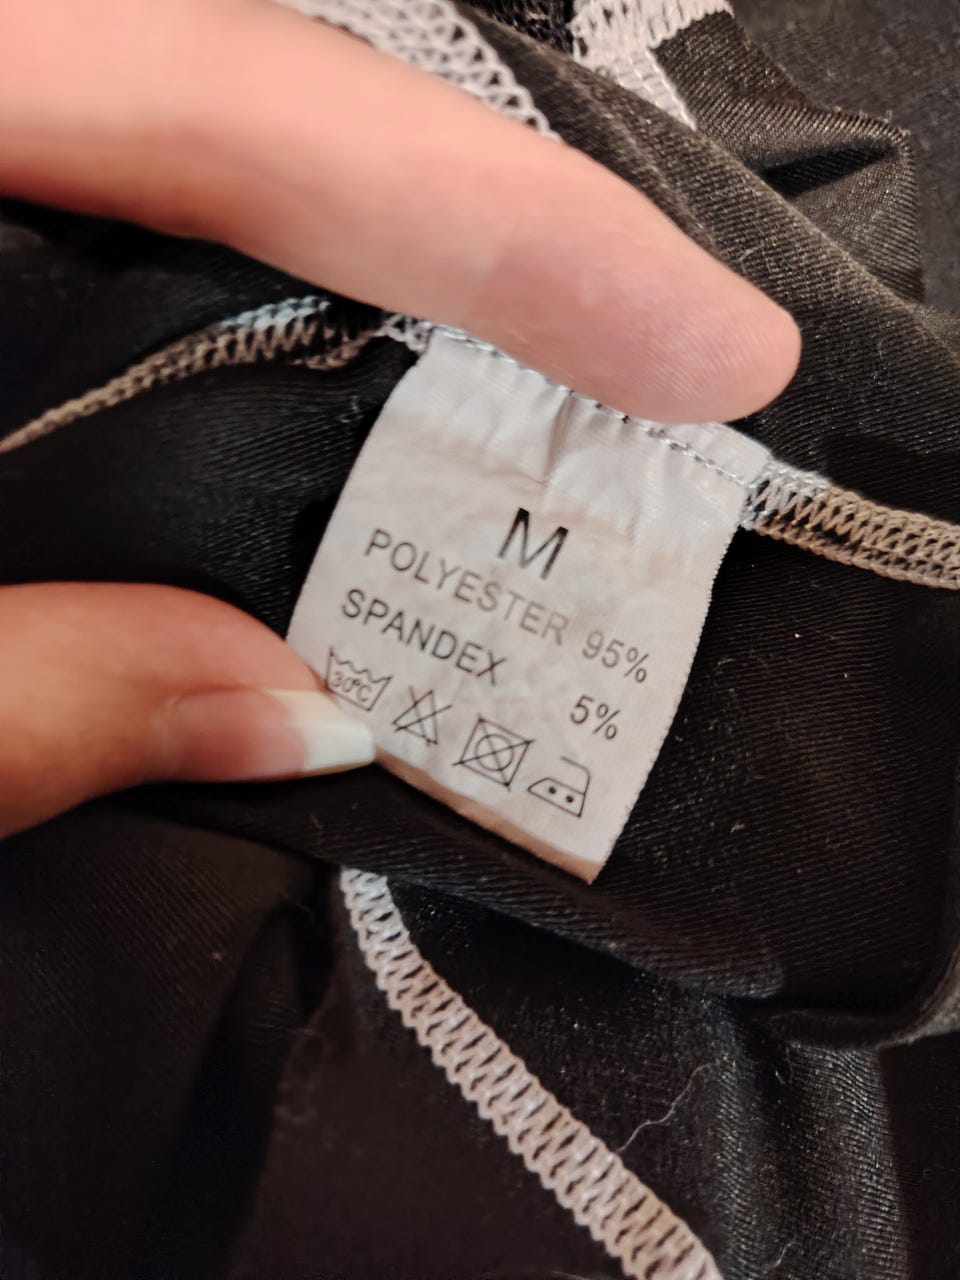 M
POLYESTER 95%
SPANDEX 5%
30°C